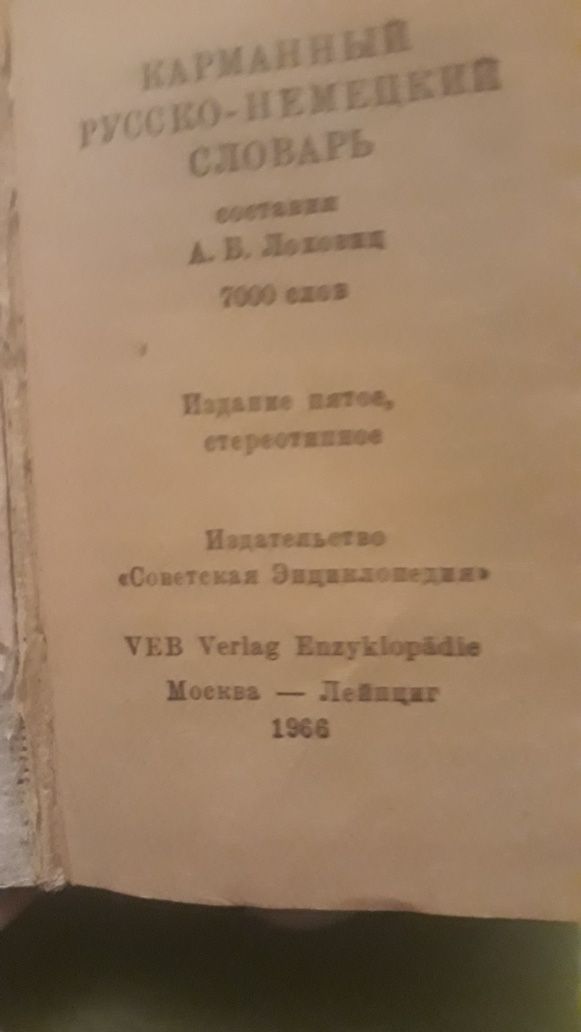 КАРМАННЫЙ
РУССКО-НЕМЕЦКИЙ
СЛОВАРЬ
составил
А. Б. Лоховиц
7000 слов
Издание пятое,
стереотипное
Издательство
«Советская Энциклопедия»
VEB Verlag Enzyklopädie
Москва — Лейпциг
1966